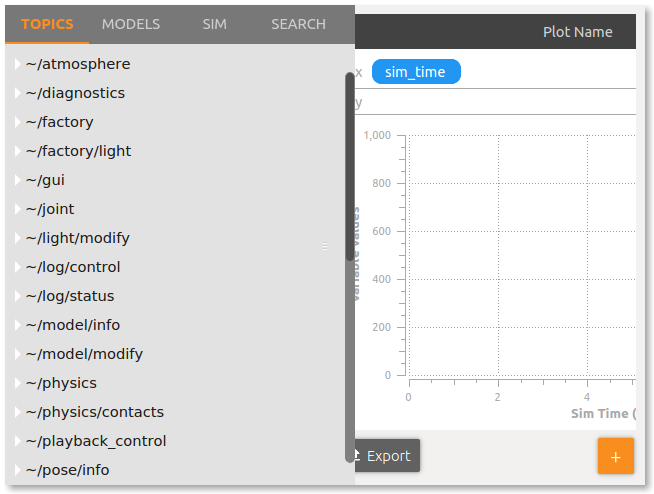 TOPICS MODELS SIM SEARCH
~/atmosphere
~/diagnostics
~/factory
~/factory/light
~/gui
~/joint
~/light/modify
~/log/control
~/log/status
~/model/info
~/model/modify
~/physics
~/physics/contacts
~/playback_control
~/pose/info
Plot Name
x sim_time
y
1,000
800
600
400
200
0
Variable values
0 2 4
Sim Time (
Export +